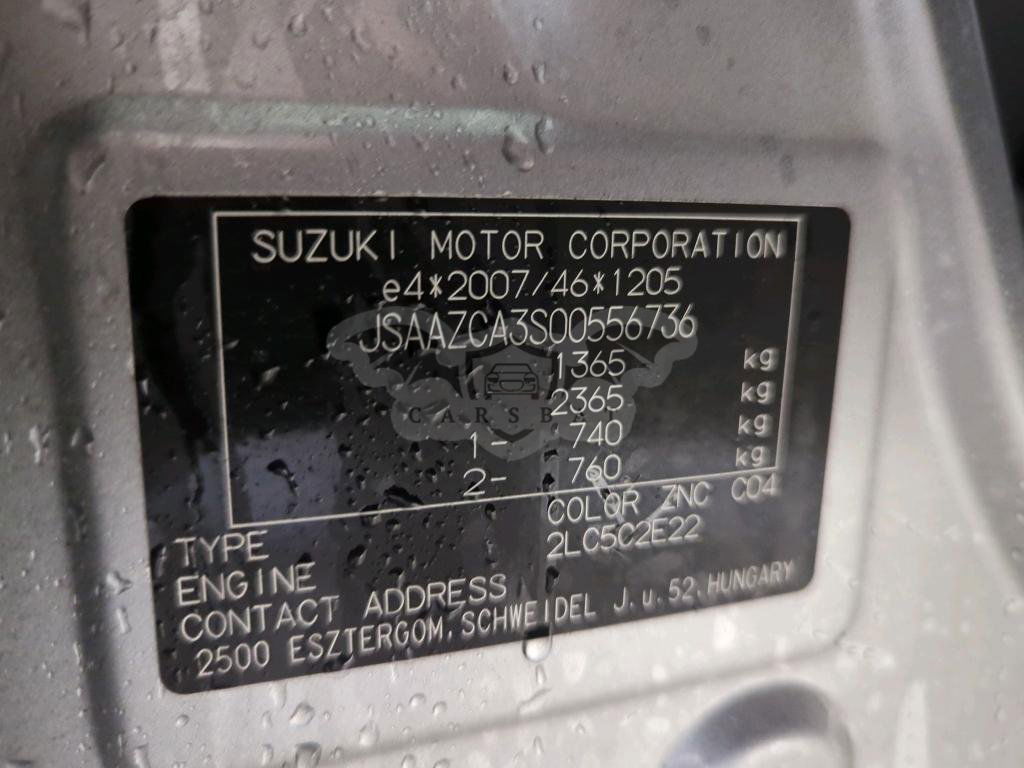 SUZUKI MOTOR CORPORATION
e4*2007/46*1205
JSAAZCA3S00556736
1365 kg
2365 kg
1- 740 kg
2- 760 kg
TYPE COLOR ZNC C04
ENGINE 2LC5C2E22
CONTACT ADDRESS
2500 ESZTERGOM, SCHWEIDEL J. u. 52. HUNGARY